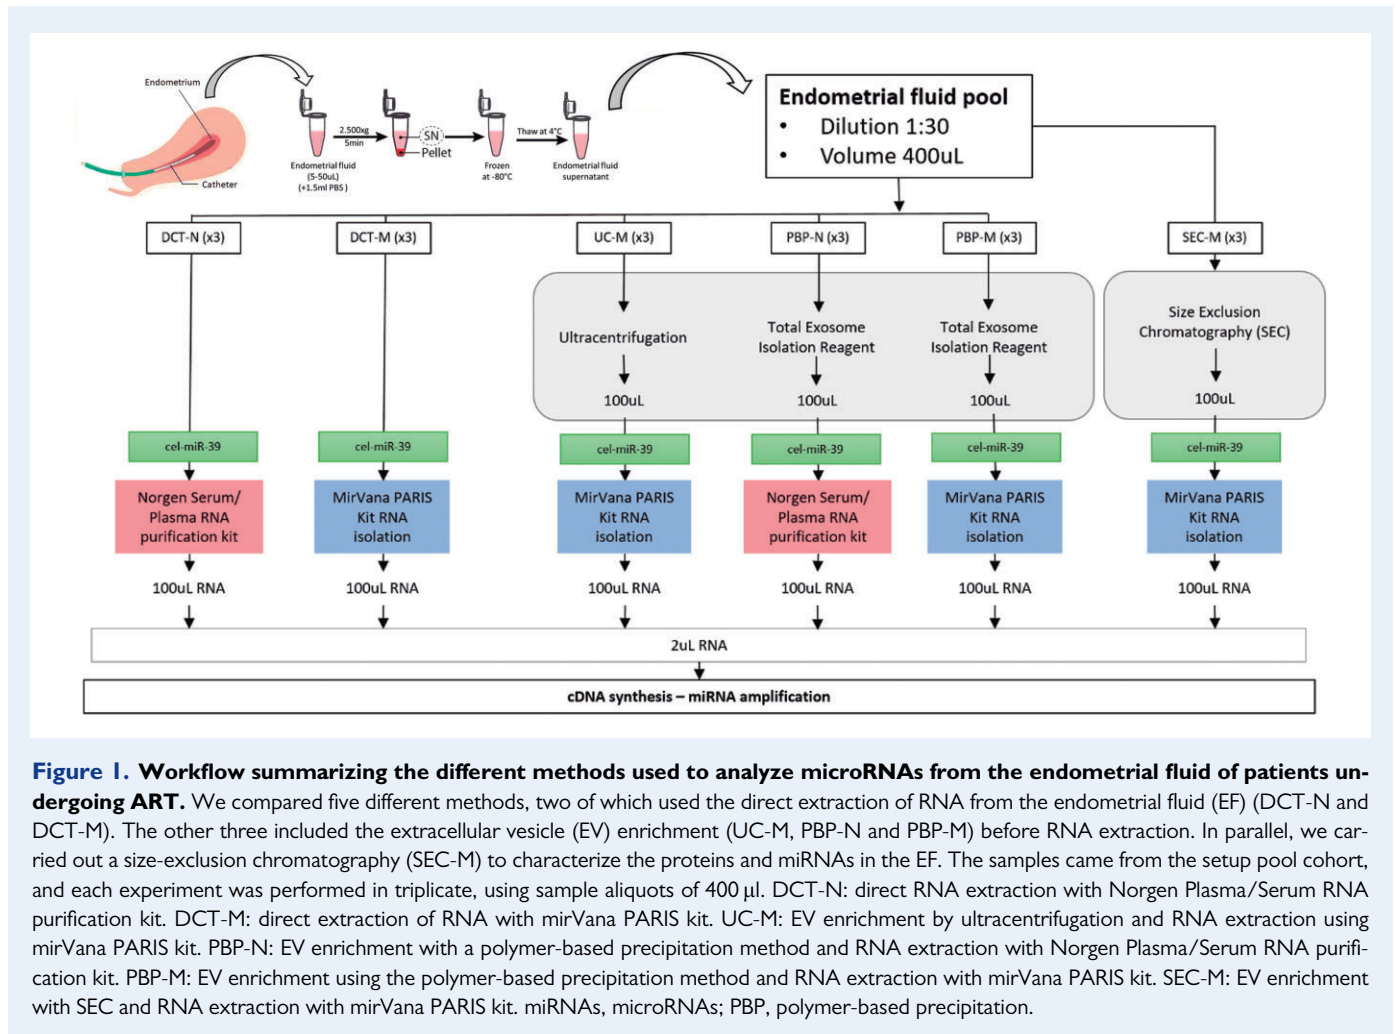 Endometrium
Catheter
Endometrial fluid
(5-50uL)
(+1.5ml PBS )
2.500xg
5min
SN
Pellet
Frozen
at -80°C
Thaw at 4°C
Endometrial fluid
supernatant
Endometrial fluid pool
• Dilution 1:30
• Volume 400uL
DCT-N (x3)
DCT-M (x3)
UC-M (x3)
PBP-N (x3)
PBP-M (x3)
SEC-M (x3)
Ultracentrifugation
100uL
Total Exosome
Isolation Reagent
100uL
Total Exosome
Isolation Reagent
100uL
Size Exclusion
Chromatography (SEC)
100uL
cel-miR-39
cel-miR-39
cel-miR-39
cel-miR-39
cel-miR-39
cel-miR-39
Norgen Serum/
Plasma RNA
purification kit
MirVana PARIS
Kit RNA
isolation
MirVana PARIS
Kit RNA
isolation
Norgen Serum/
Plasma RNA
purification kit
MirVana PARIS
Kit RNA
isolation
MirVana PARIS
Kit RNA
isolation
100uL RNA
100uL RNA
100uL RNA
100uL RNA
100uL RNA
100uL RNA
2uL RNA
cDNA synthesis – miRNA amplification
Figure 1. Workflow summarizing the different methods used to analyze microRNAs from the endometrial fluid of patients un-
dergoing ART. We compared five different methods, two of which used the direct extraction of RNA from the endometrial fluid (EF) (DCT-N and
DCT-M). The other three included the extracellular vesicle (EV) enrichment (UC-M, PBP-N and PBP-M) before RNA extraction. In parallel, we car-
ried out a size-exclusion chromatography (SEC-M) to characterize the proteins and miRNAs in the EF. The samples came from the setup pool cohort,
and each experiment was performed in triplicate, using sample aliquots of 400 µl. DCT-N: direct RNA extraction with Norgen Plasma/Serum RNA
purification kit. DCT-M: direct extraction of RNA with mirVana PARIS kit. UC-M: EV enrichment by ultracentrifugation and RNA extraction using
mirVana PARIS kit. PBP-N: EV enrichment with a polymer-based precipitation method and RNA extraction with Norgen Plasma/Serum RNA purifi-
cation kit. PBP-M: EV enrichment using the polymer-based precipitation method and RNA extraction with mirVana PARIS kit. SEC-M: EV enrichment
with SEC and RNA extraction with mirVana PARIS kit. miRNAs, microRNAs; PBP, polymer-based precipitation.